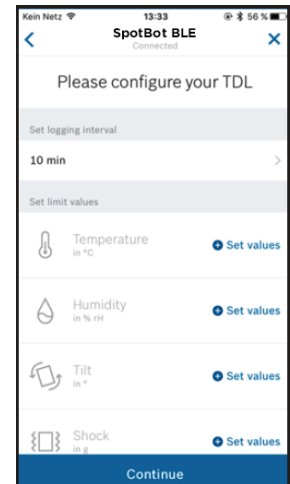 Kein Netz 13:33 56 %
SpotBot BLE
Connected
Please configure your TDL
Set logging interval
10 min
Set limit values
Temperature
in °C
Set values
Humidity
in % rH
Set values
Tilt
in °
Set values
Shock
in g
Set values
Continue